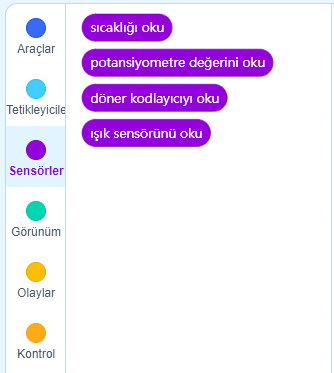 Araçlar
Tetikleyicile
Sensörler
Görünüm
Olaylar
Kontrol
sıcaklığı oku
potansiyometre değerini oku
döner kodlayıcıyı oku
ışık sensörünü oku